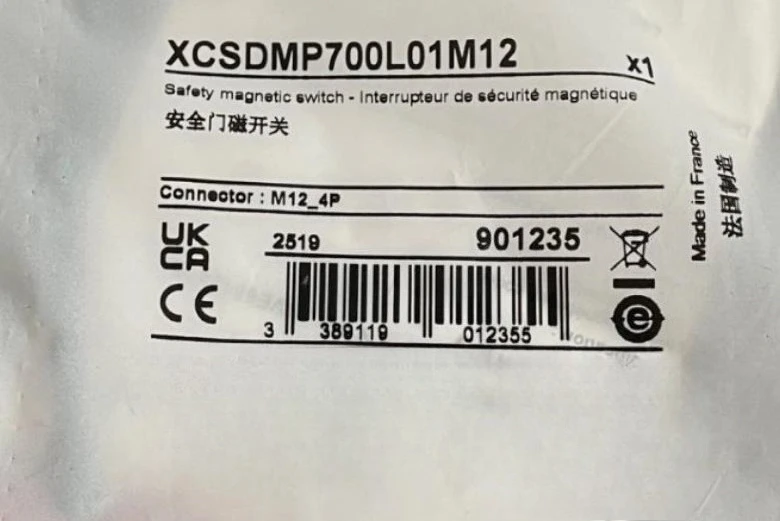 XCSDMP700L01M12 X1
Safety magnetic switch - Interrupteur de sécurité magnétique
安全门磁开关
Connector : M12_4P
UK
CA
2519 901235
CE
3 389119 012355
e
Made in France
法国制造